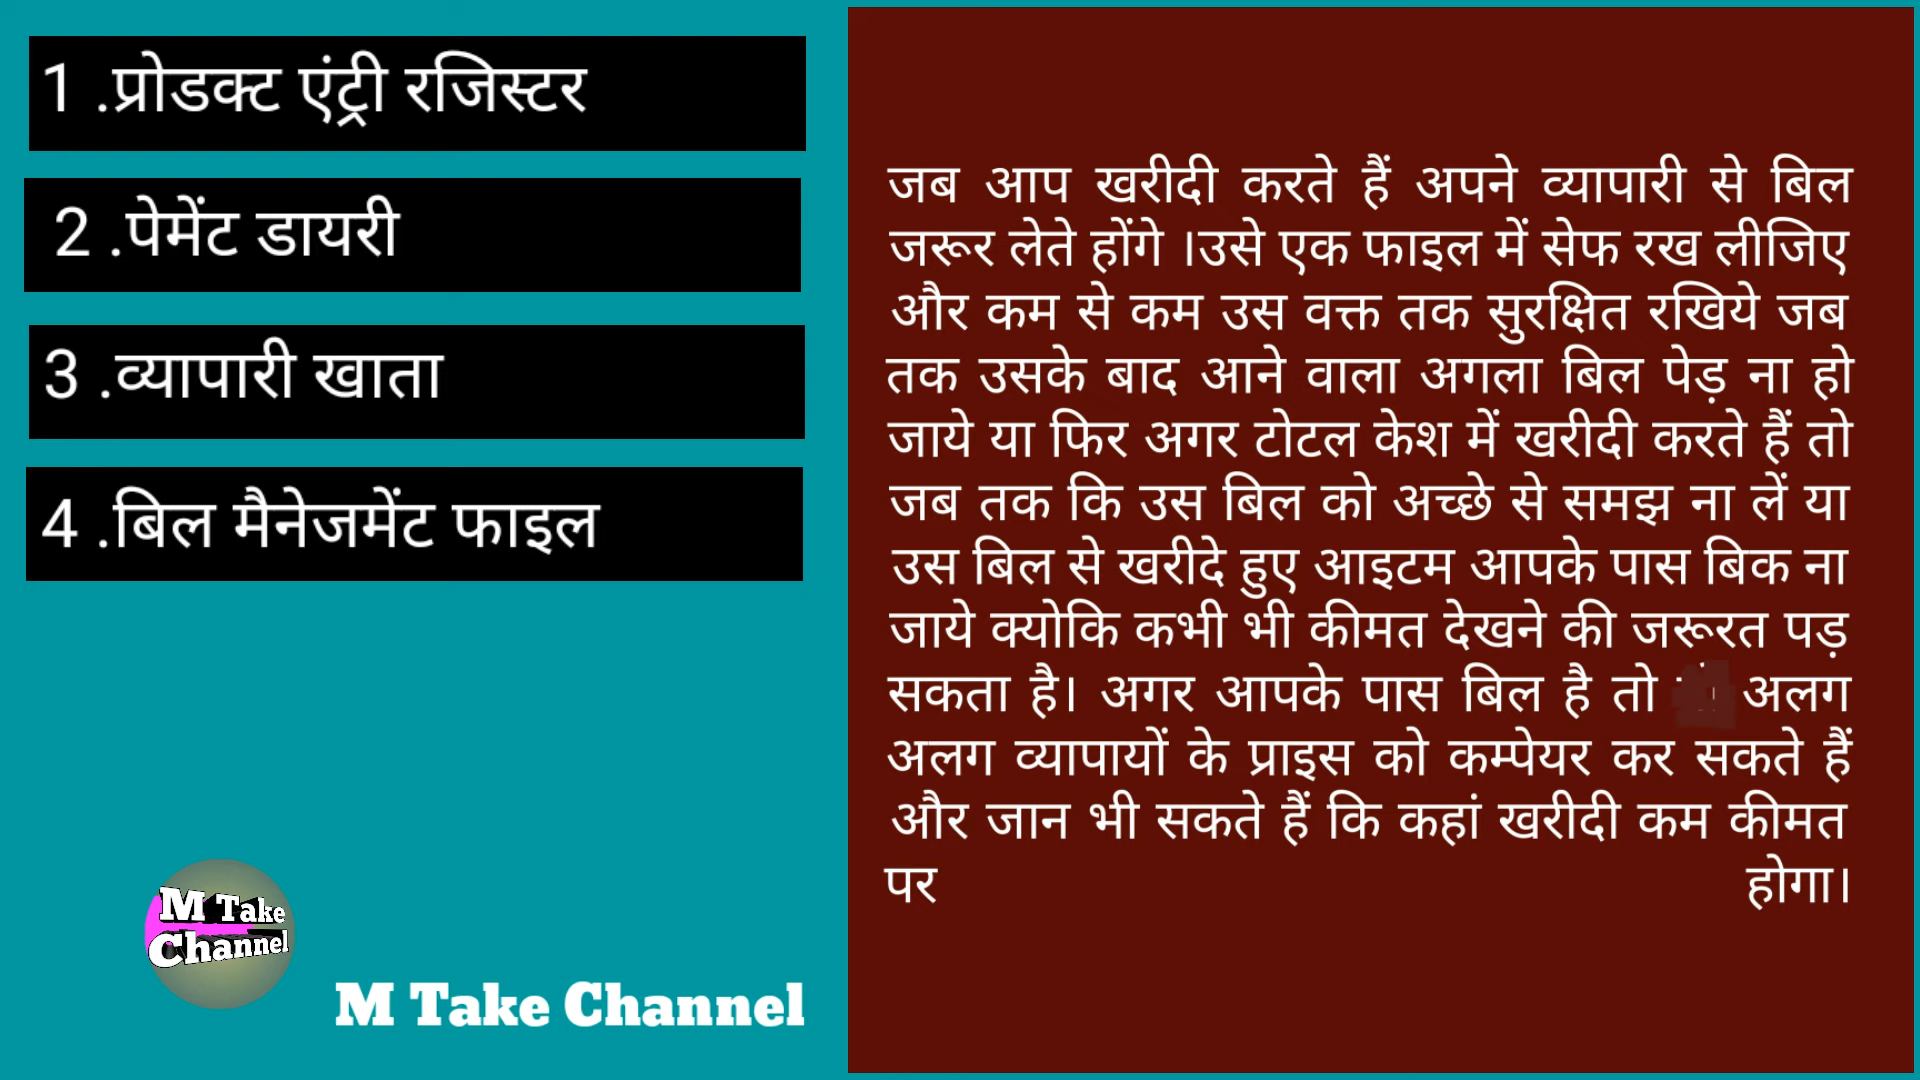 1 .प्रोडक्ट एंट्री रजिस्टर
2 .पेमेंट डायरी
3 .व्यापारी खाता
4 .बिल मैनेजमेंट फाइल
M Take
Channel
M Take Channel
जब आप खरीदी करते हैं अपने व्यापारी से बिल
जरूर लेते होंगे ।उसे एक फाइल में सेफ रख लीजिए
और कम से कम उस वक्त तक सुरक्षित रखिये जब
तक उसके बाद आने वाला अगला बिल पेड़ ना हो
जाये या फिर अगर टोटल केश में खरीदी करते हैं तो
जब तक कि उस बिल को अच्छे से समझ ना लें या
उस बिल से खरीदे हुए आइटम आपके पास बिक ना
जाये क्योकि कभी भी कीमत देखने की जरूरत पड़
सकता है। अगर आपके पास बिल है तो अलग
अलग व्यापायों के प्राइस को कम्पेयर कर सकते हैं
और जान भी सकते हैं कि कहां खरीदी कम कीमत
पर होगा।